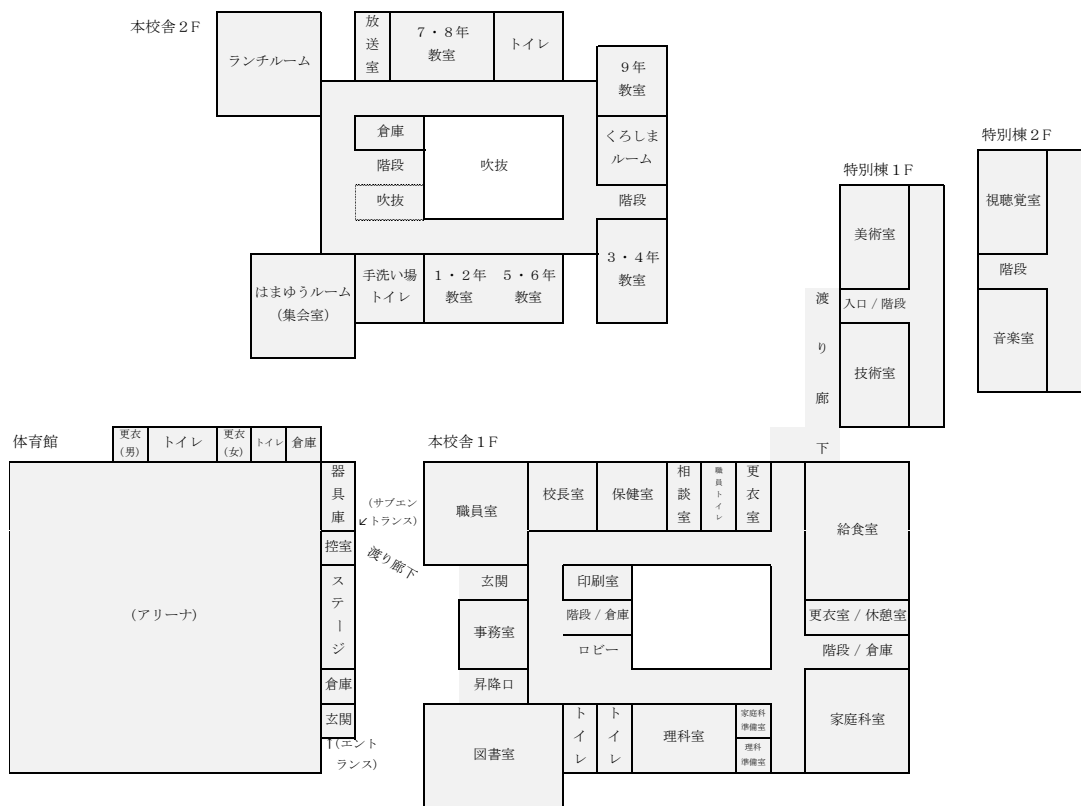 本校舎２F
ランチルーム
放送室
７・８年
教室
トイレ
９年
教室
倉庫
階段
吹抜
吹抜
くろしま
ルーム
階段
はまゆうルーム
（集会室）
手洗い場
トイレ
１・２年
教室
５・６年
教室
３・４年
教室
特別棟１F
美術室
入口 / 階段
技術室
渡り廊下
特別棟２F
視聴覚室
階段
音楽室
体育館
更衣
（男）
トイレ
更衣
（女）
トイレ
倉庫
器具庫
控室
ステージ
倉庫
玄関
（アリーナ）
↑（エント
ランス）
（サブエン
↙トランス）
渡り廊下
本校舎１F
職員室
校長室
保健室
相談室
職員トイレ
更衣室
給食室
玄関
事務室
昇降口
印刷室
階段 / 倉庫
ロビー
更衣室 / 休憩室
階段 / 倉庫
図書室
トイレ
トイレ
理科室
家庭科
準備室
理科
準備室
家庭科室